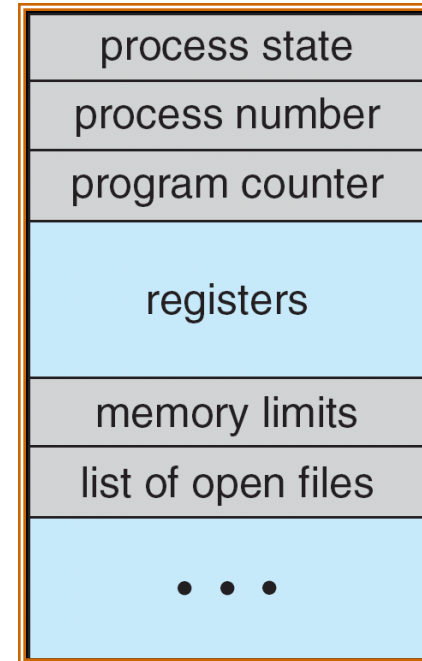 process state
process number
program counter
registers
memory limits
list of open files
• • •